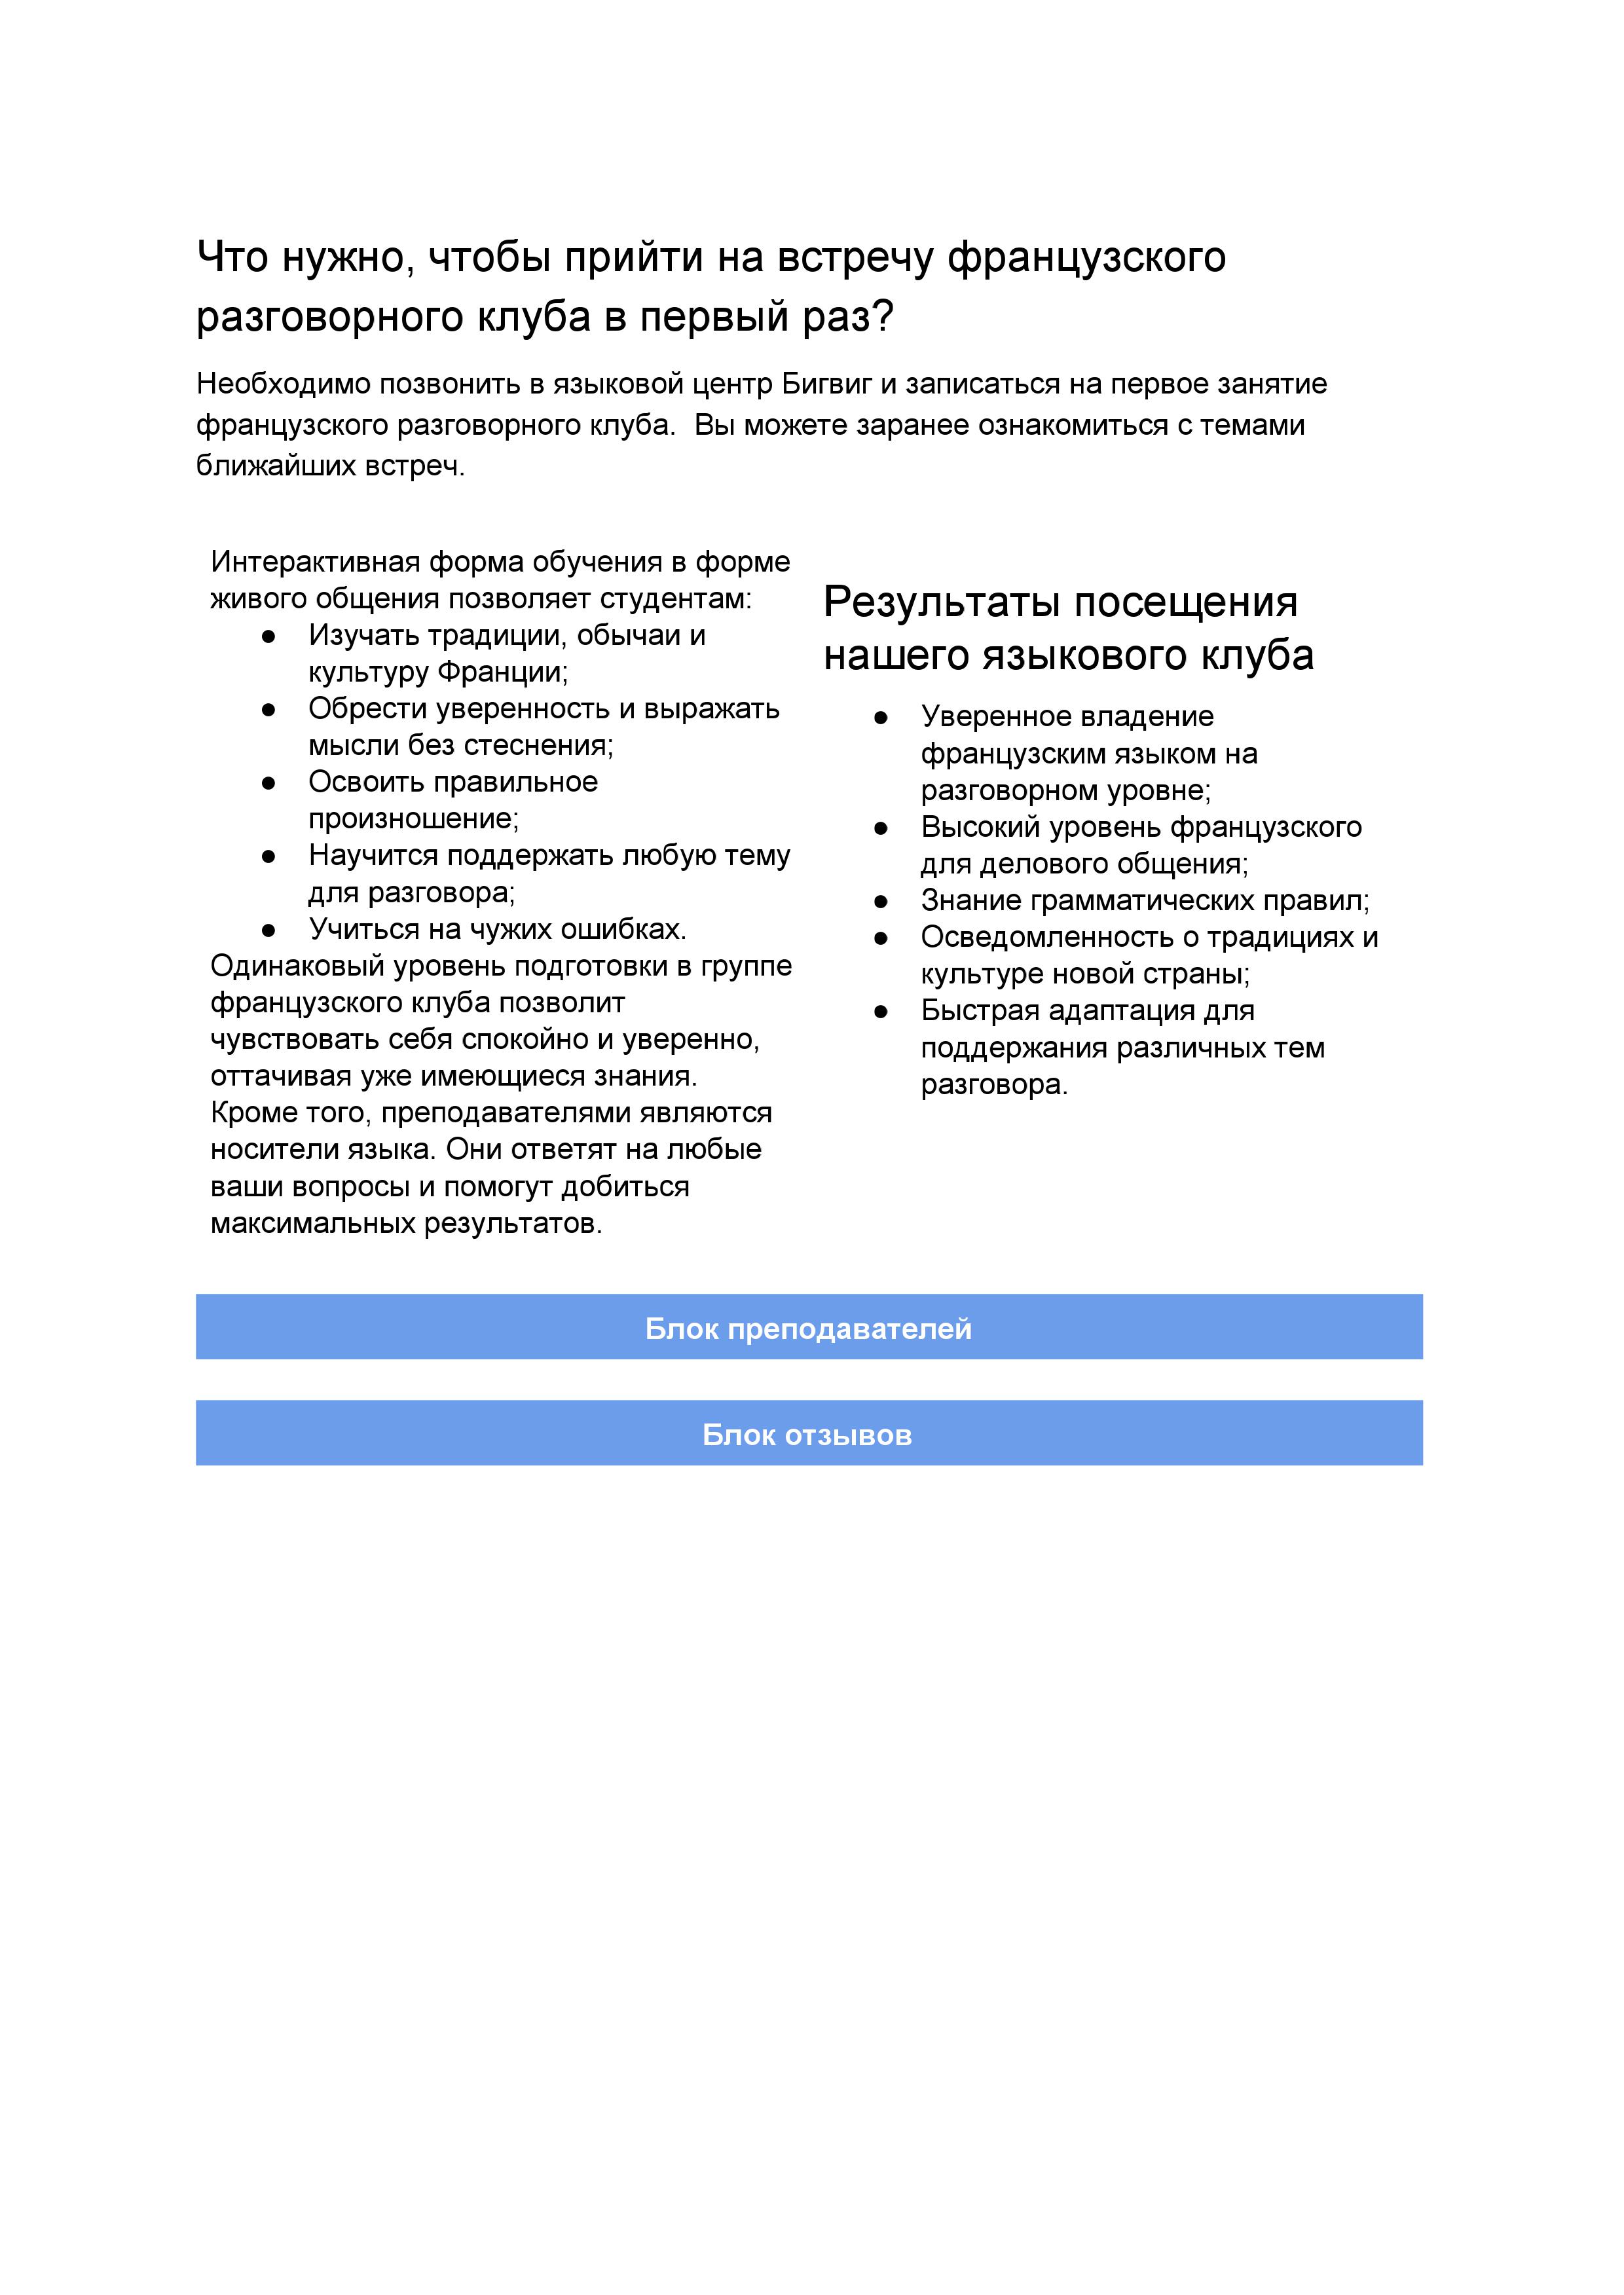 Что нужно, чтобы прийти на встречу французского
разговорного клуба в первый раз?
Необходимо позвонить в языковой центр Бигвиг и записаться на первое занятие
французского разговорного клуба.  Вы можете заранее ознакомиться с темами
ближайших встреч.
Интерактивная форма обучения в форме
живого общения позволяет студентам:
● Изучать традиции, обычаи и
культуру Франции;
● Обрести уверенность и выражать
мысли без стеснения;
● Освоить правильное
произношение;
● Научится поддержать любую тему
для разговора;
● Учиться на чужих ошибках.
Одинаковый уровень подготовки в группе
французского клуба позволит
чувствовать себя спокойно и уверенно,
оттачивая уже имеющиеся знания.
Кроме того, преподавателями являются
носители языка. Они ответят на любые
ваши вопросы и помогут добиться
максимальных результатов.
Результаты посещения
нашего языкового клуба
● Уверенное владение
французским языком на
разговорном уровне;
● Высокий уровень французского
для делового общения;
● Знание грамматических правил;
● Осведомленность о традициях и
культуре новой страны;
● Быстрая адаптация для
поддержания различных тем
разговора.
Блок преподавателей
Блок отзывов